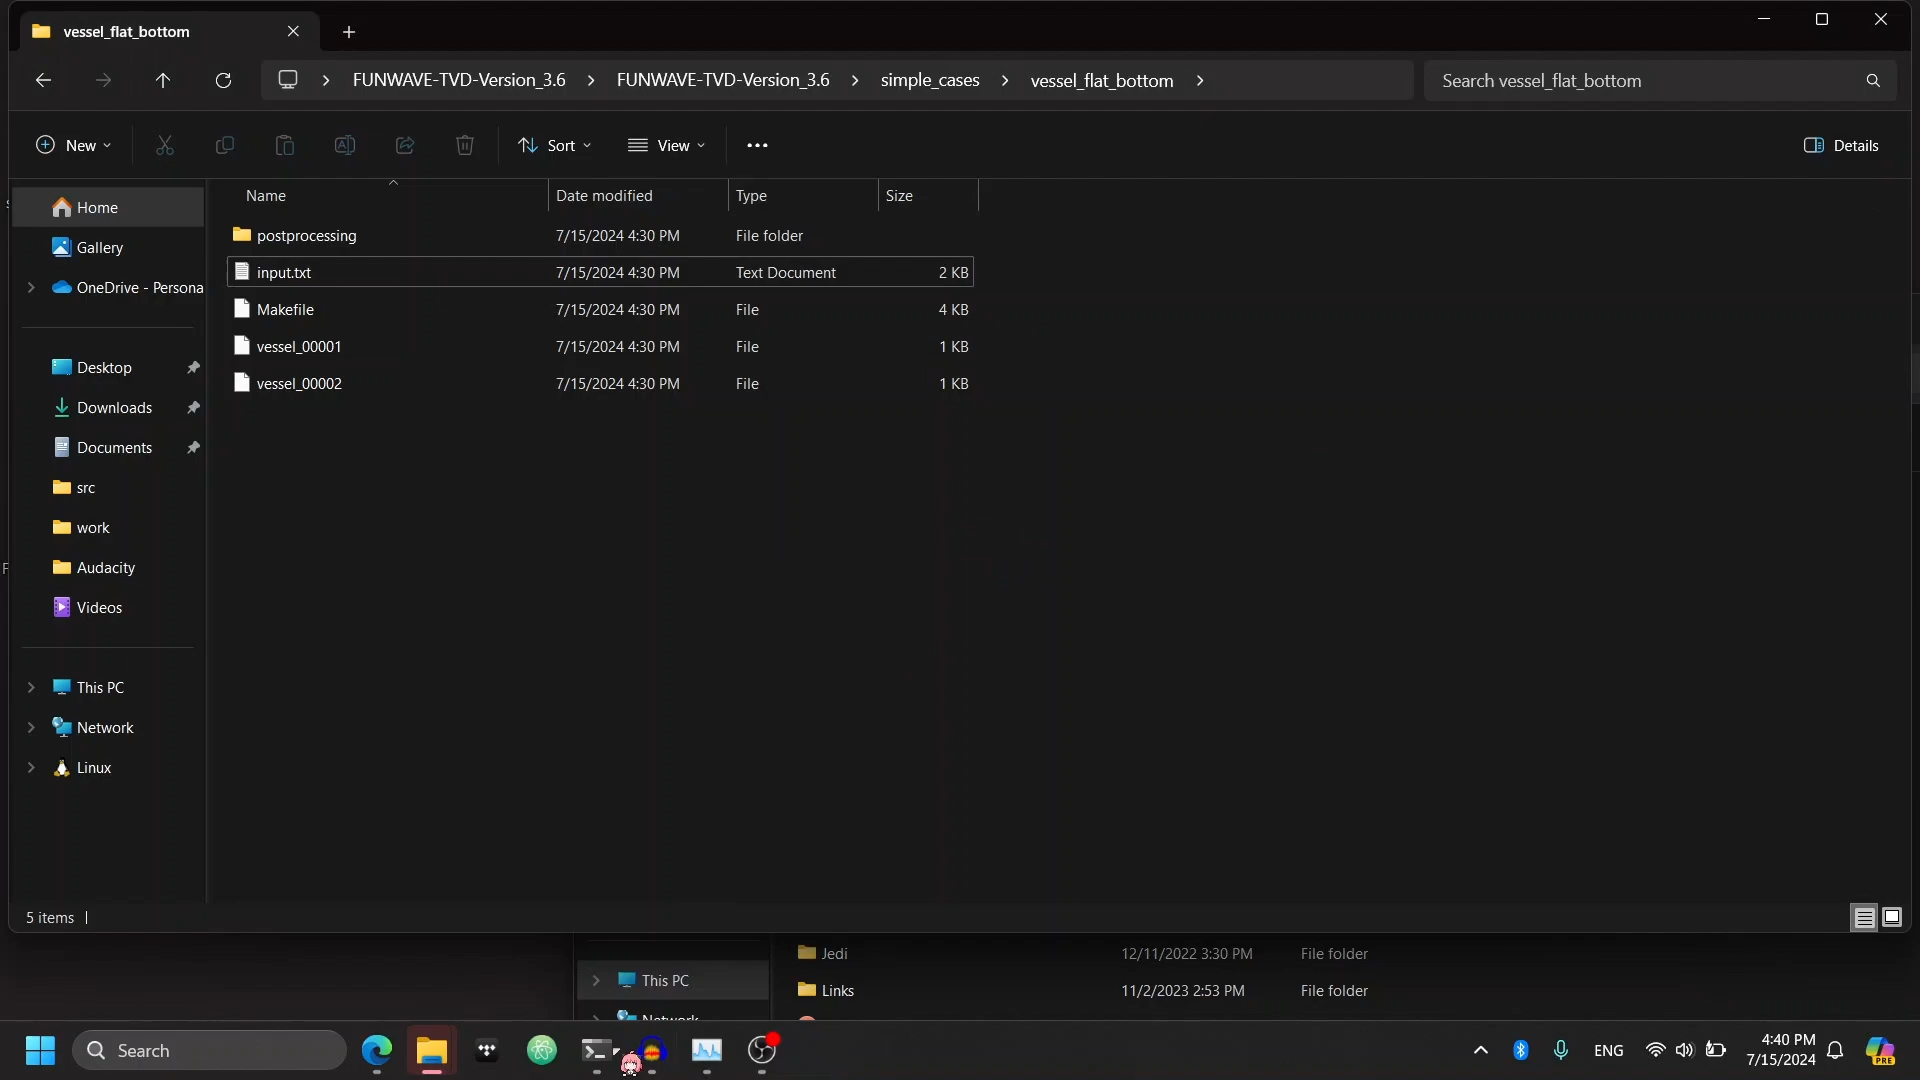 vessel_flat_bottom
FUNWAVE-TVD-Version_3.6 FUNWAVE-TVD-Version_3.6 simple_cases vessel_flat_bottom
Search vessel_flat_bottom
New Sort View Details
Name Date modified Type Size
Home
Gallery
OneDrive - Persona
Desktop
Downloads
Documents
src
work
Audacity
Videos
This PC
Network
Linux
postprocessing 7/15/2024 4:30 PM File folder
input.txt 7/15/2024 4:30 PM Text Document 2 KB
Makefile 7/15/2024 4:30 PM File 4 KB
vessel_00001 7/15/2024 4:30 PM File 1 KB
vessel_00002 7/15/2024 4:30 PM File 1 KB
5 items
This PC
Network
Jedi 12/11/2022 3:30 PM File folder
Links 11/2/2023 2:53 PM File folder
Search
ENG
4:40 PM
7/15/2024
PRE